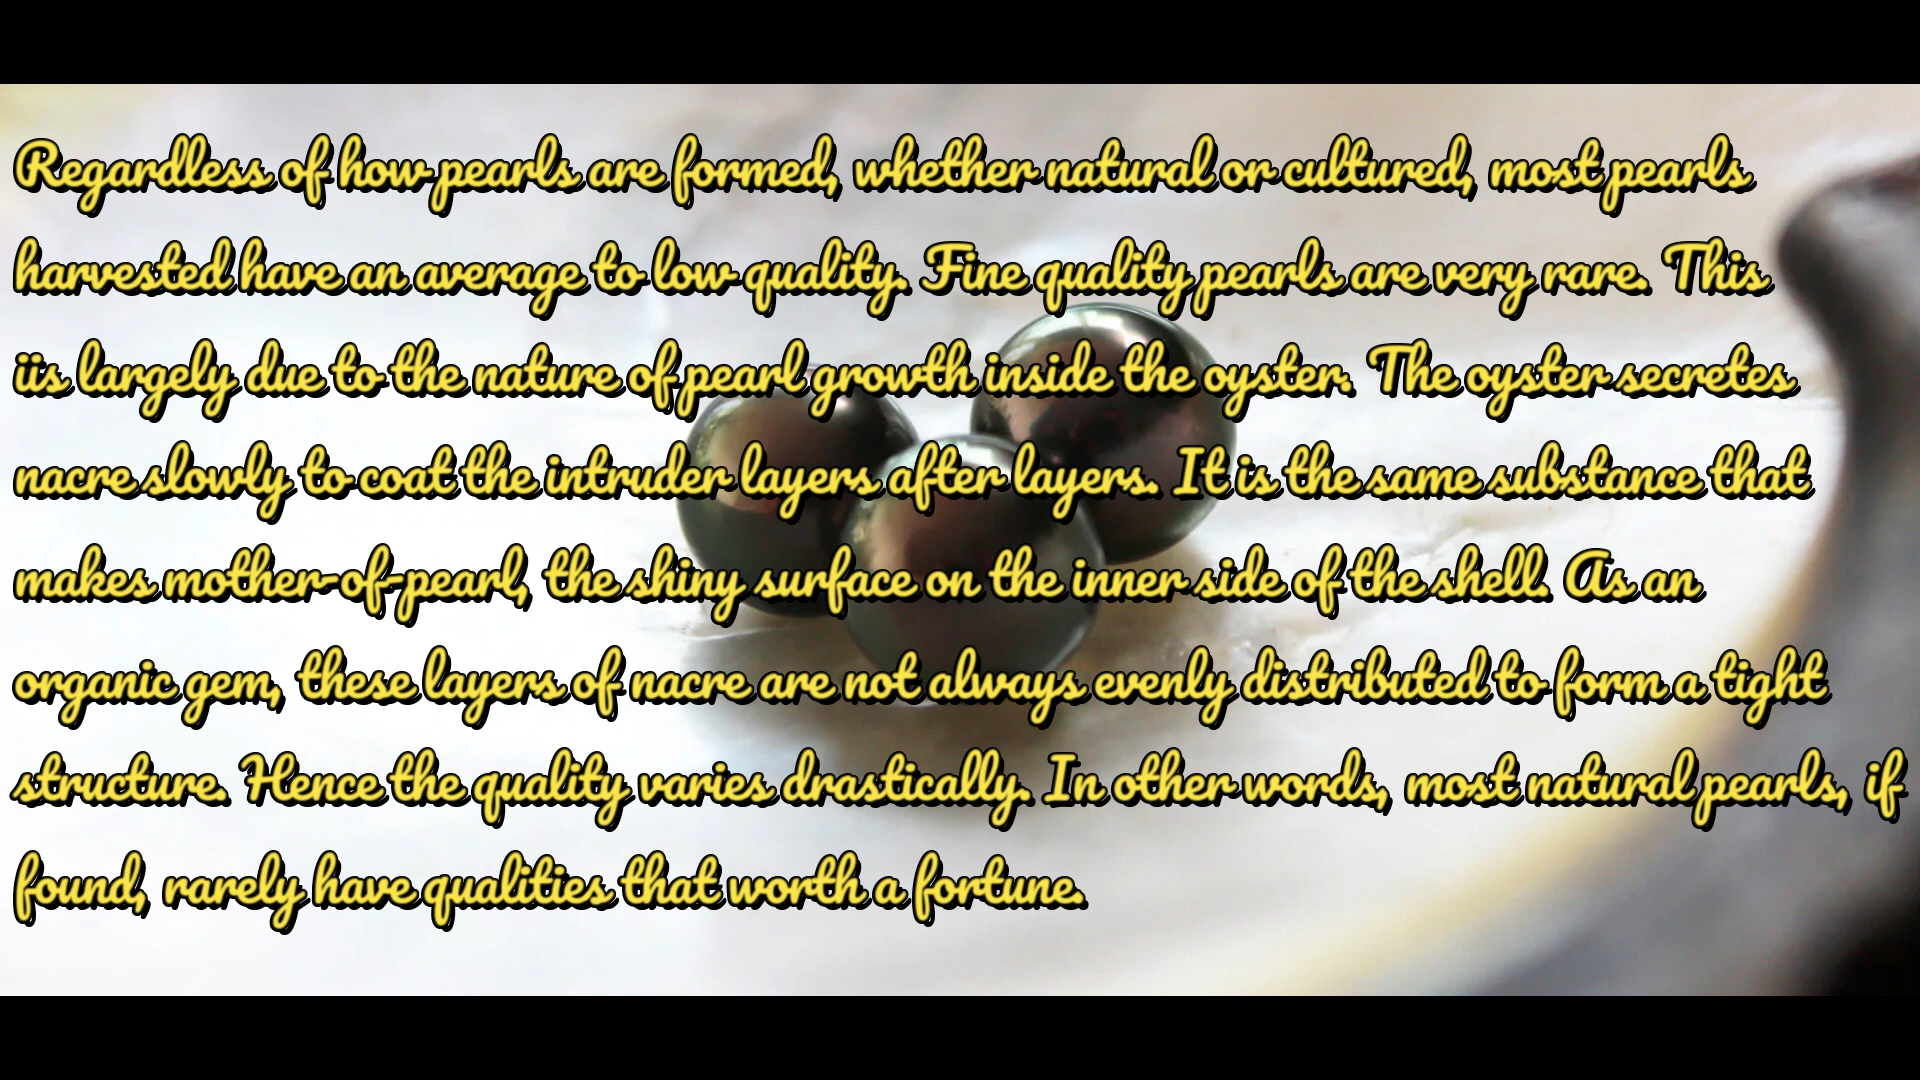 Regardless of how pearls are formed, whether natural or cultured, most pearls
harvested have an average to low quality. Fine quality pearls are very rare. This
iis largely due to the nature of pearl growth inside the oyster. The oyster secretes
nacre slowly to coat the intruder layers after layers. It is the same substance that
makes mother-of-pearl, the shiny surface on the inner side of the shell. As an
organic gem, these layers of nacre are not always evenly distributed to form a tight
structure. Hence the quality varies drastically. In other words, most natural pearls, if
found, rarely have qualities that worth a fortune.